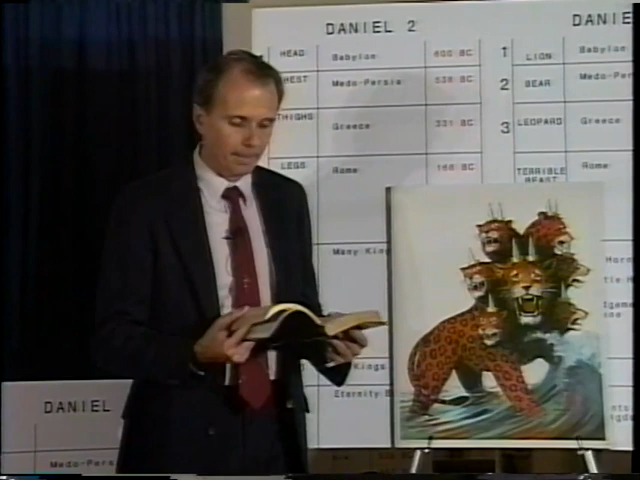 DANIEL 2
DANIE
HEAD Babylon 600 BC 1 LION Babylon
HEST Medo-Persia 538 BC 2 BEAR Medo-Per
THIGHS Greece 331 BC 3 LEOPARD Greece
LEGS Rome 168 BC TERRIBLE BEAST Rome
Many King
Horn
Kings
Eternity
DANIEL
Medo-Pers